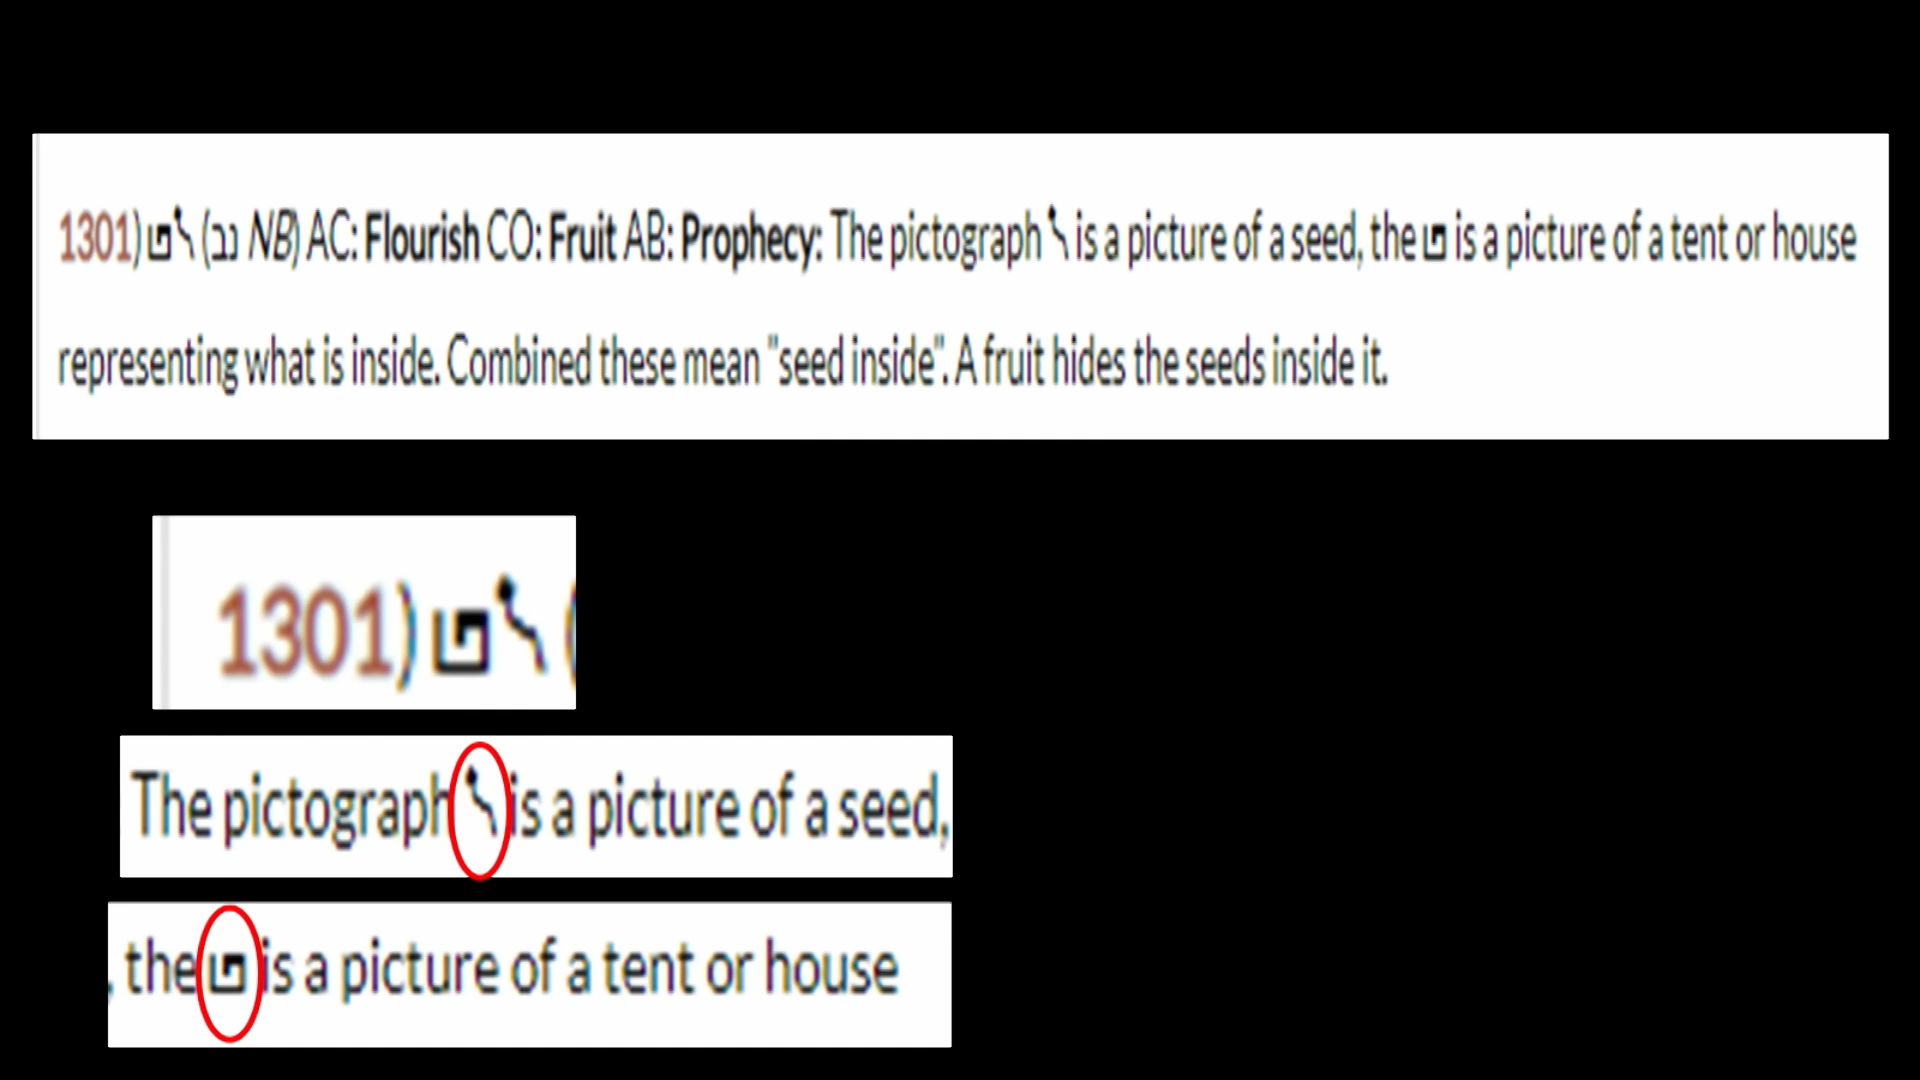 1301) (נב NB) AC: Flourish CO: Fruit AB: Prophecy: The pictograph is a picture of a seed, the is a picture of a tent or house
representing what is inside. Combined these mean "seed inside". A fruit hides the seeds inside it.
1301) (
The pictograph is a picture of a seed,
, the is a picture of a tent or house